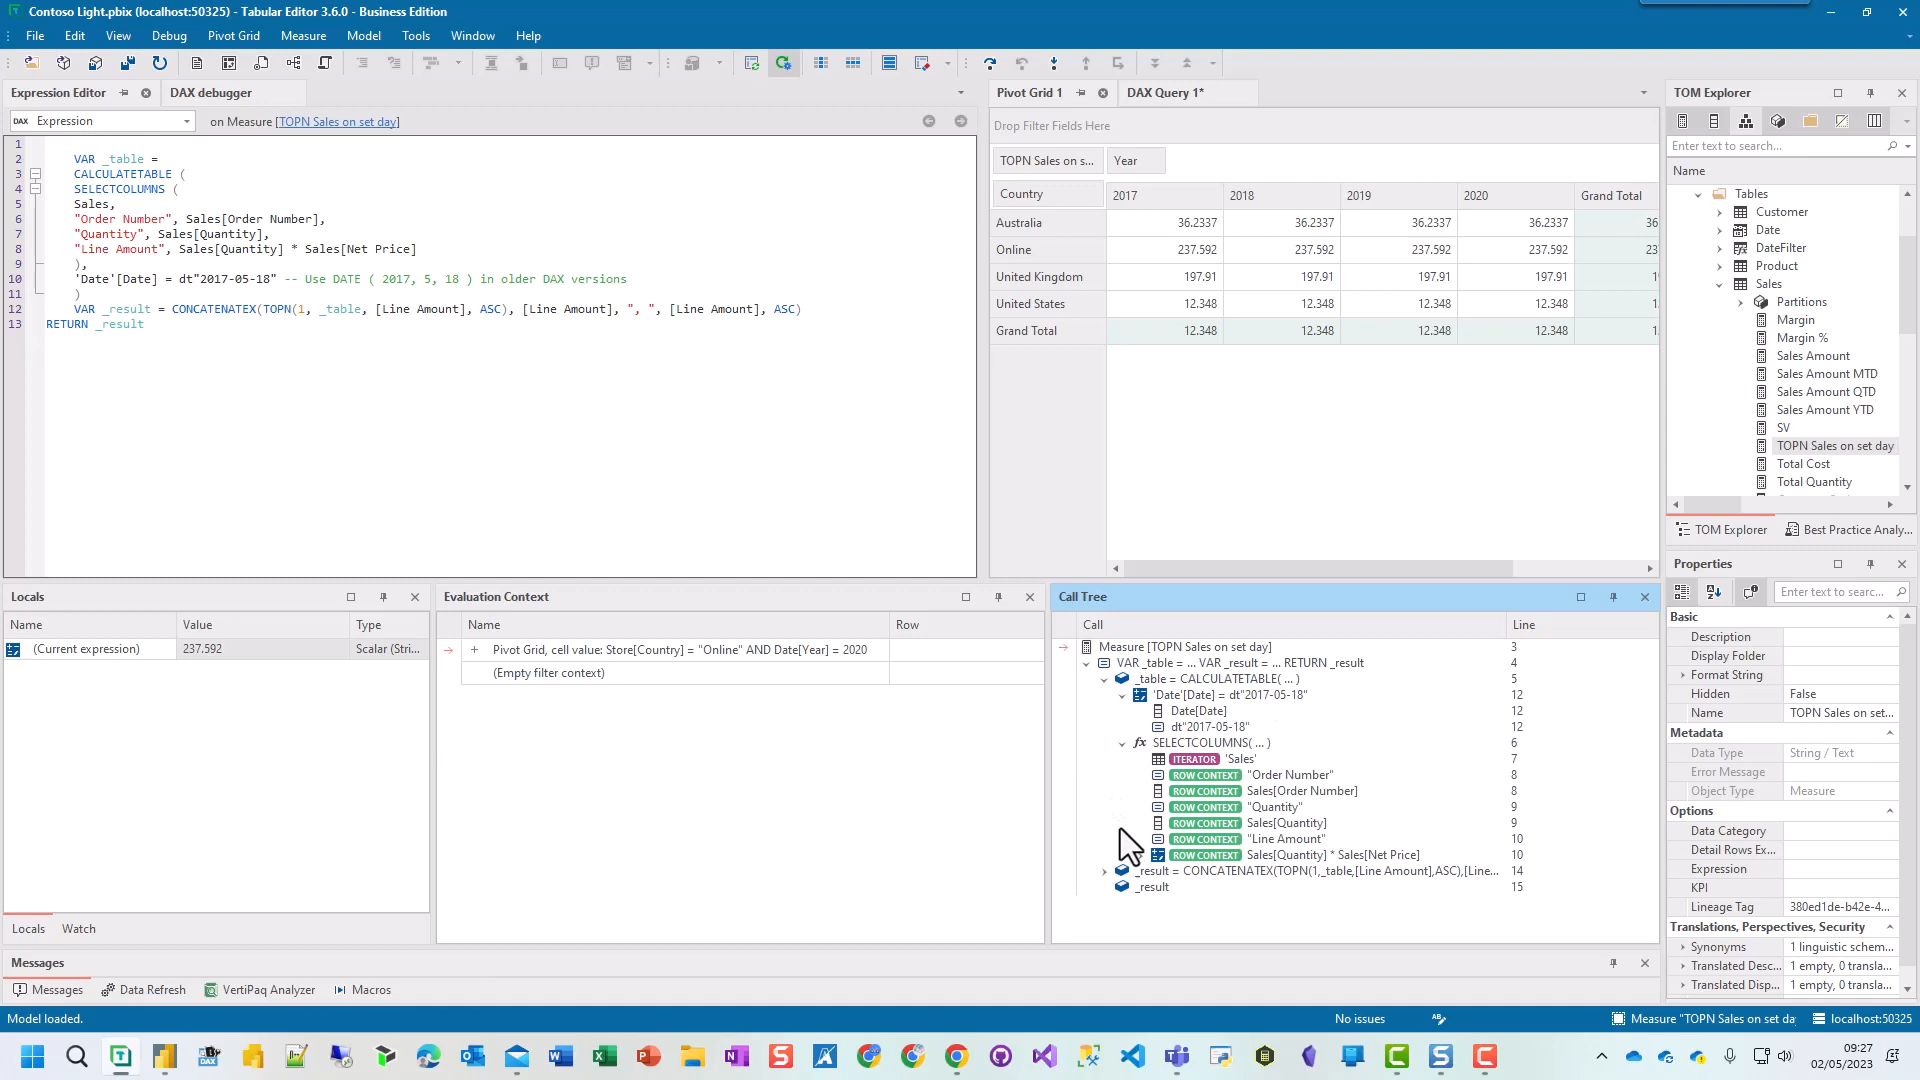 Contoso Light.pbix (localhost:50325) - Tabular Editor 3.6.0 - Business Edition
File Edit View Debug Pivot Grid Measure Model Tools Window Help
Expression Editor DAX debugger
DAX Expression on Measure [TOPN Sales on set day]
1
2 VAR _table =
3 CALCULATETABLE (
4 SELECTCOLUMNS (
5 Sales,
6 "Order Number", Sales[Order Number],
7 "Quantity", Sales[Quantity],
8 "Line Amount", Sales[Quantity] * Sales[Net Price]
9 ),
10 'Date'[Date] = dt"2017-05-18" -- Use DATE ( 2017, 5, 18 ) in older DAX versions
11 )
12 VAR _result = CONCATENATEX(TOPN(1, _table, [Line Amount], ASC), [Line Amount], ", ", [Line Amount], ASC)
13 RETURN _result
Pivot Grid 1 DAX Query 1*
Drop Filter Fields Here
TOPN Sales on s... Year
Country 2017 2018 2019 2020 Grand Total
Australia 36.2337 36.2337 36.2337 36.2337 36
Online 237.592 237.592 237.592 237.592 23
United Kingdom 197.91 197.91 197.91 197.91 1
United States 12.348 12.348 12.348 12.348 1
Grand Total 12.348 12.348 12.348 12.348 1
TOM Explorer
Enter text to search...
Name
Tables
Customer
Date
DateFilter
Product
Sales
Partitions
Margin
Margin %
Sales Amount
Sales Amount MTD
Sales Amount QTD
Sales Amount YTD
SV
TOPN Sales on set day
Total Cost
Total Quantity
TOM Explorer Best Practice Analy...
Locals
Name Value Type
(Current expression) 237.592 Scalar (Stri...
Locals Watch
Evaluation Context
Name Row
Pivot Grid, cell value: Store[Country] = "Online" AND Date[Year] = 2020
(Empty filter context)
Call Tree
Call Line
Measure [TOPN Sales on set day] 3
VAR _table = ... VAR _result = ... RETURN _result 4
_table = CALCULATETABLE( ... ) 5
'Date'[Date] = dt"2017-05-18" 12
Date[Date] 12
dt"2017-05-18" 12
fx SELECTCOLUMNS( ... ) 6
ITERATOR 'Sales' 7
ROW CONTEXT "Order Number" 8
ROW CONTEXT Sales[Order Number] 8
ROW CONTEXT "Quantity" 9
ROW CONTEXT Sales[Quantity] 9
ROW CONTEXT "Line Amount" 10
ROW CONTEXT Sales[Quantity] * Sales[Net Price] 10
_result = CONCATENATEX(TOPN(1,_table,[Line Amount],ASC),[Line... 14
_result 15
Properties
Enter text to searc...
Basic
Description
Display Folder
Format String
Hidden False
Name TOPN Sales on set...
Metadata
Data Type String / Text
Error Message
Object Type Measure
Options
Data Category
Detail Rows Ex...
Expression
KPI
Lineage Tag 380ed1de-b42e-4...
Translations, Perspectives, Security
Synonyms 1 linguistic schem...
Translated Desc... 1 empty, 0 transla...
Translated Disp... 1 empty, 0 transla...
Messages
Messages Data Refresh VertiPaq Analyzer Macros
Model loaded. No issues Measure "TOPN Sales on set da localhost:50325
09:27
02/05/2023